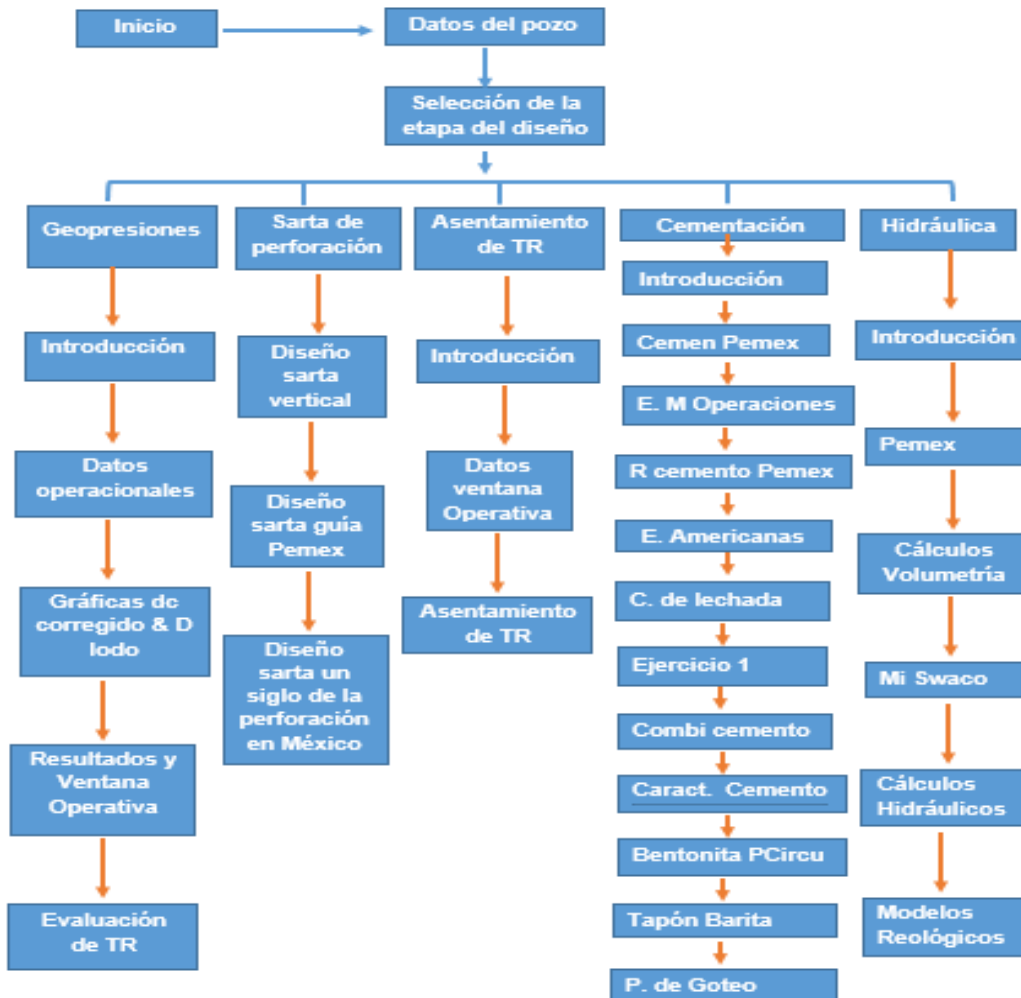 Inicio
Datos del pozo
Selección de la
etapa del diseño
Geopresiones
Introducción
Datos
operacionales
Gráficas dc
corregido & D
lodo
Resultados y
Ventana
Operativa
Evaluación
de TR
Sarta de
perforación
Diseño
sarta
vertical
Diseño
sarta guía
Pemex
Diseño
sarta un
siglo de la
perforación
en México
Asentamiento
de TR
Introducción
Datos
ventana
Operativa
Asentamiento
de TR
Cementación
Introducción
Cemen Pemex
E. M Operaciones
R cemento Pemex
E. Americanas
C. de lechada
Ejercicio 1
Combi cemento
Caract. Cemento
Bentonita PCircu
Tapón Barita
P. de Goteo
Hidráulica
Introducción
Pemex
Cálculos
Volumetría
Mi Swaco
Cálculos
Hidráulicos
Modelos
Reológicos